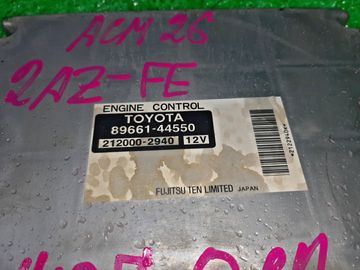 ACM 26
2AZ-FE
ENGINE CONTROL
TOYOTA
89661-44550
212000-2940 12V
FUJITSU TEN LIMITED JAPAN